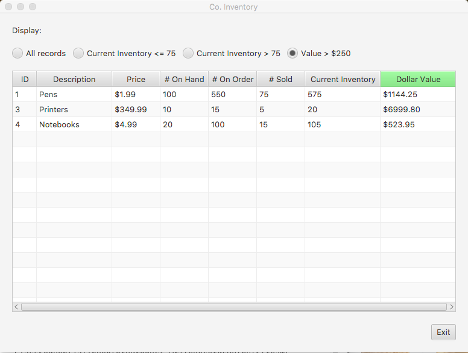 Co. Inventory
Display:
All records Current Inventory <= 75 Current Inventory > 75 Value > $250
ID Description Price # On Hand # On Order # Sold Current Inventory Dollar Value
1 Pens $1.99 100 550 75 575 $1144.25
3 Printers $349.99 10 15 5 20 $6999.80
4 Notebooks $4.99 20 100 15 105 $523.95
Exit